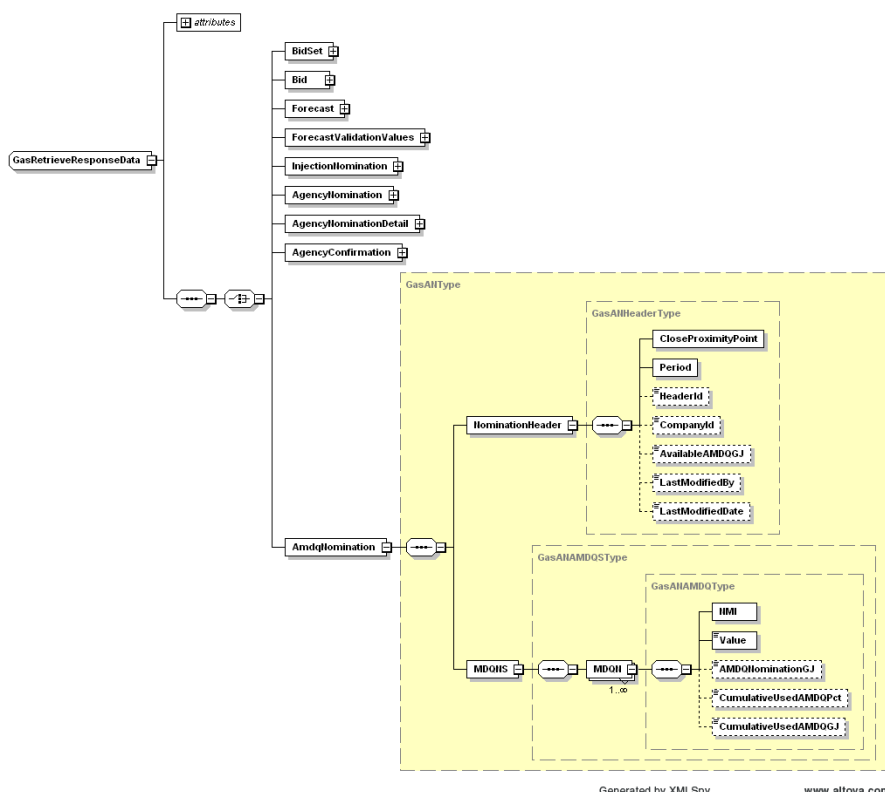 attributes
BidSet
Bid
Forecast
ForecastValidationValues
GasRetrieveResponseData
InjectionNomination
AgencyNomination
AgencyNominationDetail
AgencyConfirmation
GasANType
GasANHeaderType
CloseProximityPoint
Period
HeaderId
NominationHeader
CompanyId
AvailableAMDQGJ
LastModifiedBy
LastModifiedDate
AmdqNomination
GasANAMDQSType
GasANAMDQType
NMI
Value
MDQNS
MDQN
1..∞
AMDQNominationGJ
CumulativeUsedAMDQPct
CumulativeUsedAMDQGJ
Generated by XMLSpy www.altova.com